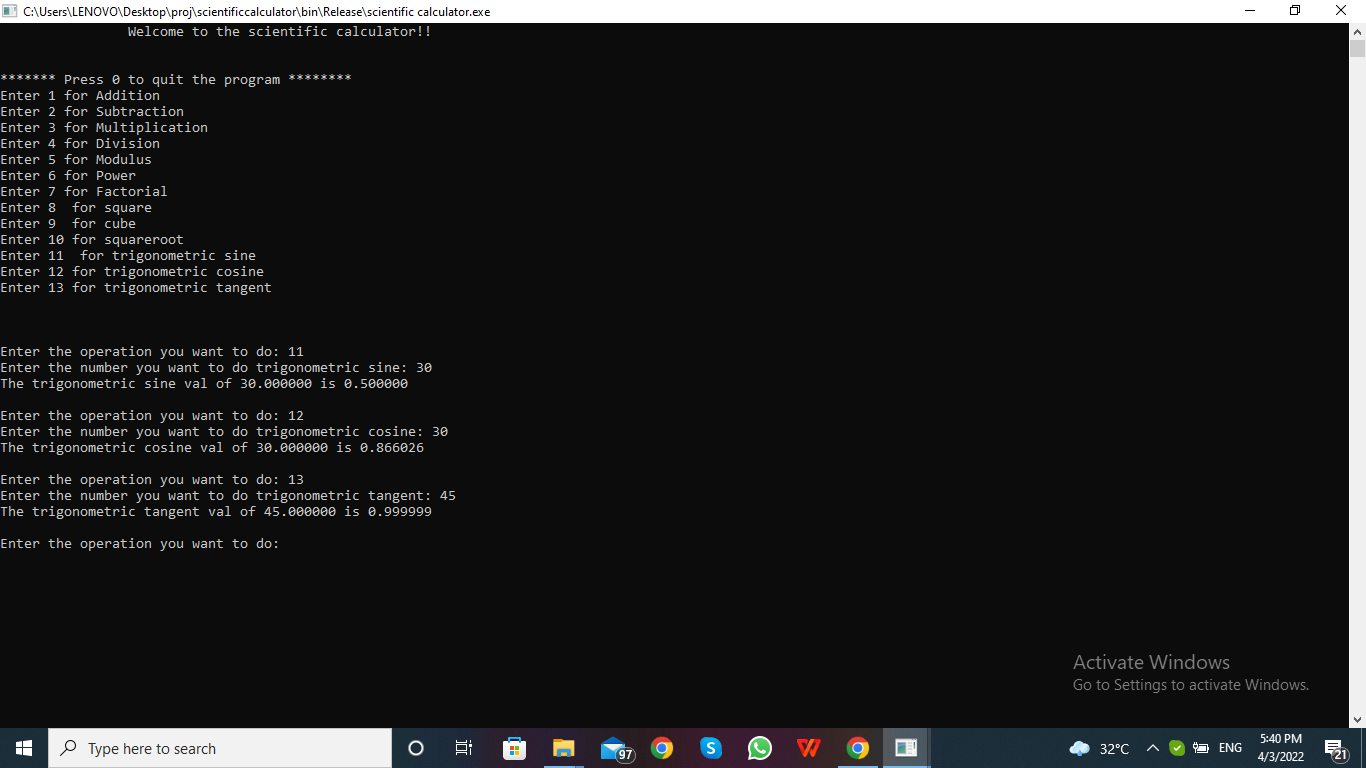 C:\Users\LENOVO\Desktop\proj\scientificcalculator\bin\Release\scientific calculator.exe
Welcome to the scientific calculator!!
******* Press 0 to quit the program ********
Enter 1 for Addition
Enter 2 for Subtraction
Enter 3 for Multiplication
Enter 4 for Division
Enter 5 for Modulus
Enter 6 for Power
Enter 7 for Factorial
Enter 8  for square
Enter 9  for cube
Enter 10 for squareroot
Enter 11  for trigonometric sine
Enter 12 for trigonometric cosine
Enter 13 for trigonometric tangent
Enter the operation you want to do: 11
Enter the number you want to do trigonometric sine: 30
The trigonometric sine val of 30.000000 is 0.500000
Enter the operation you want to do: 12
Enter the number you want to do trigonometric cosine: 30
The trigonometric cosine val of 30.000000 is 0.866026
Enter the operation you want to do: 13
Enter the number you want to do trigonometric tangent: 45
The trigonometric tangent val of 45.000000 is 0.999999
Enter the operation you want to do:
Activate Windows
Go to Settings to activate Windows.
Type here to search
97
32°C
ENG
5:40 PM
4/3/2022
21